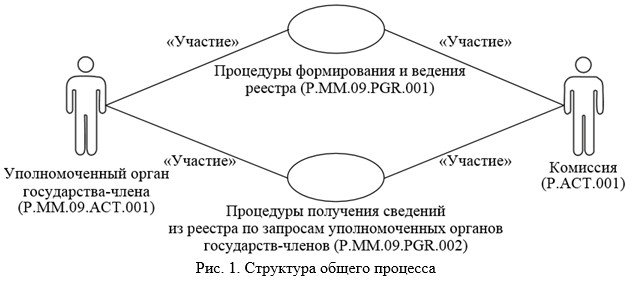 «Участие»
«Участие»
Процедуры формирования и ведения
реестра (P.MM.09.PGR.001)
«Участие»
«Участие»
Уполномоченный орган
государства-члена
(P.MM.09.ACT.001)
Комиссия
(P.ACT.001)
Процедуры получения сведений
из реестра по запросам уполномоченных органов
государств-членов (P.MM.09.PGR.002)
Рис. 1. Структура общего процесса